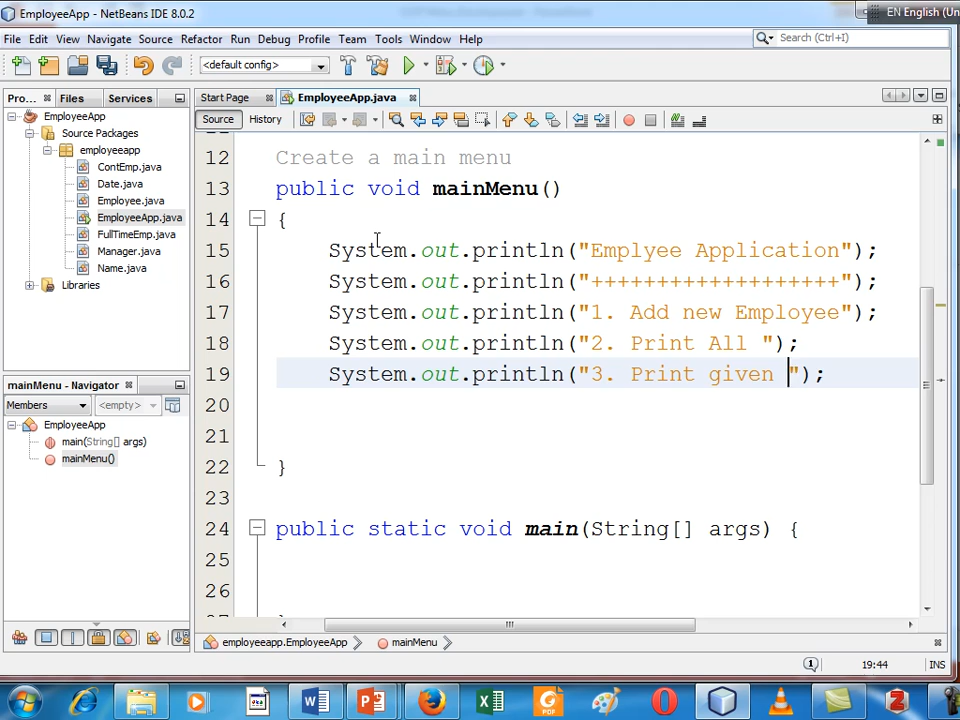 EmployeeApp - NetBeans IDE 8.0.2
EN English (Un
File Edit View Navigate Source Refactor Run Debug Profile Team Tools Window Help
Search (Ctrl+I)
<default config>
Pro... Files Services
Start Page EmployeeApp.java
Source History
EmployeeApp
Source Packages
employeeapp
ContEmp.java
Date.java
Employee.java
EmployeeApp.java
FullTimeEmp.java
Manager.java
Name.java
Libraries
12 Create a main menu
13 public void mainMenu()
14 {
15 System.out.println("Emplyee Application");
16 System.out.println("+++++++++++++++++++");
17 System.out.println("1. Add new Employee");
18 System.out.println("2. Print All ");
19 System.out.println("3. Print given ");
20
21
22 }
23
24 public static void main(String[] args) {
25
26
mainMenu - Navigator
Members <empty>
EmployeeApp
main(String[] args)
mainMenu()
employeeapp.EmployeeApp mainMenu
1 19:44 INS
PDF